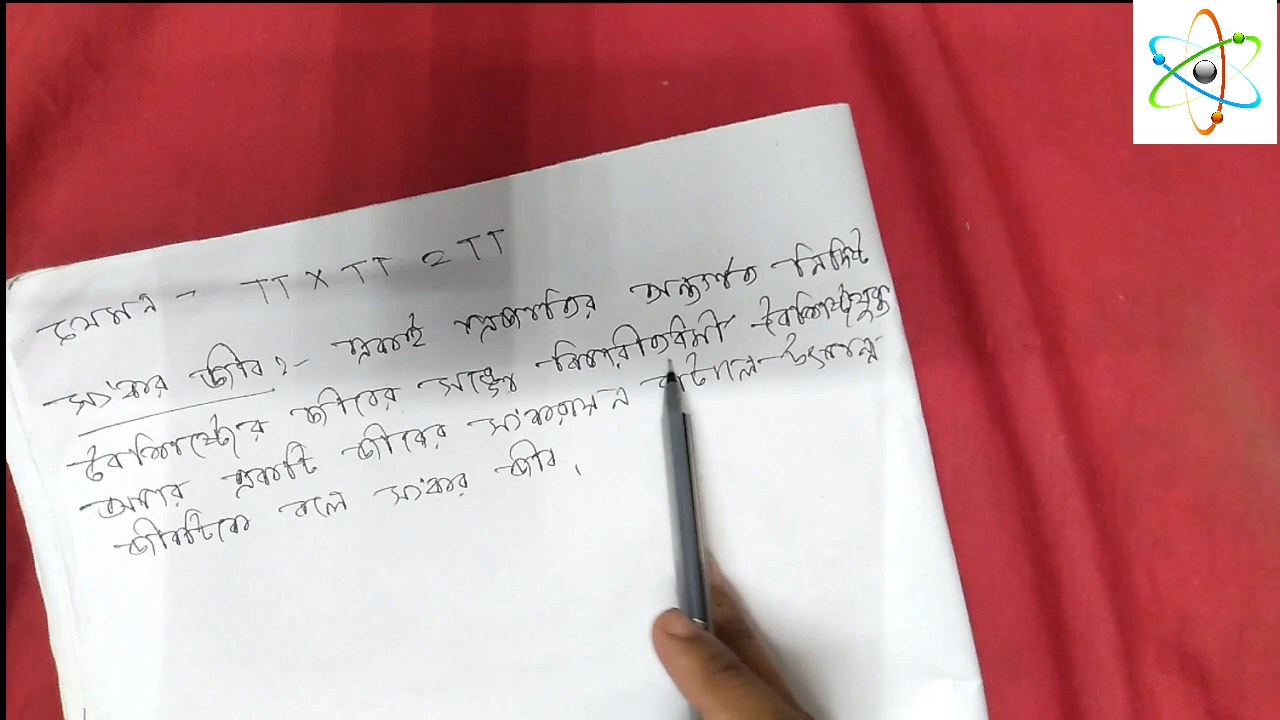 যেমন - TT X TT = TT
সংকর জীব :- একই প্রজাতির অন্তর্গত নির্দিষ্ট
বৈশিষ্ট্যের জীবের সঙ্গে বিপরীতধর্মী বৈশিষ্ট্যযুক্ত
অপর একটি জীবের সংকরায়ন ঘটালে উৎপন্ন
জীবটিকে বলে সংকর জীব ।